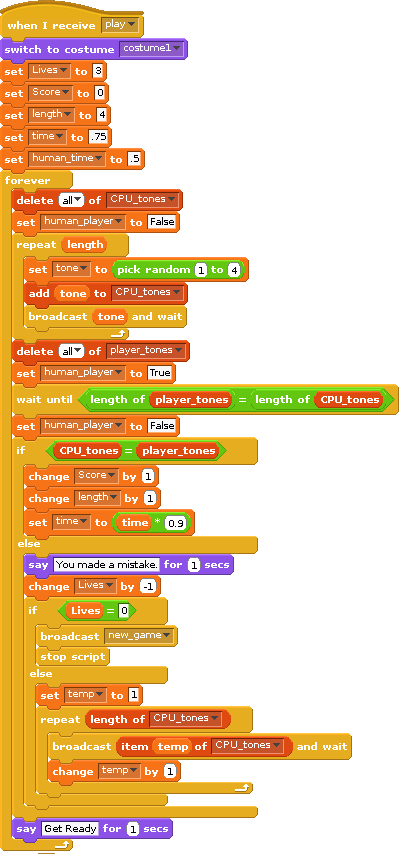 when I receive play
switch to costume costume1
set Lives to 3
set Score to 0
set length to 4
set time to .75
set human_time to .5
forever
delete all of CPU_tones
set human_player to False
repeat length
set tone to pick random 1 to 4
add tone to CPU_tones
broadcast tone and wait
delete all of player_tones
set human_player to True
wait until length of player_tones = length of CPU_tones
set human_player to False
if CPU_tones = player_tones
change Score by 1
change length by 1
set time to time * 0.9
else
say You made a mistake. for 1 secs
change Lives by -1
if Lives = 0
broadcast new_game
stop script
else
set temp to 1
repeat length of CPU_tones
broadcast item temp of CPU_tones and wait
change temp by 1
say Get Ready for 1 secs